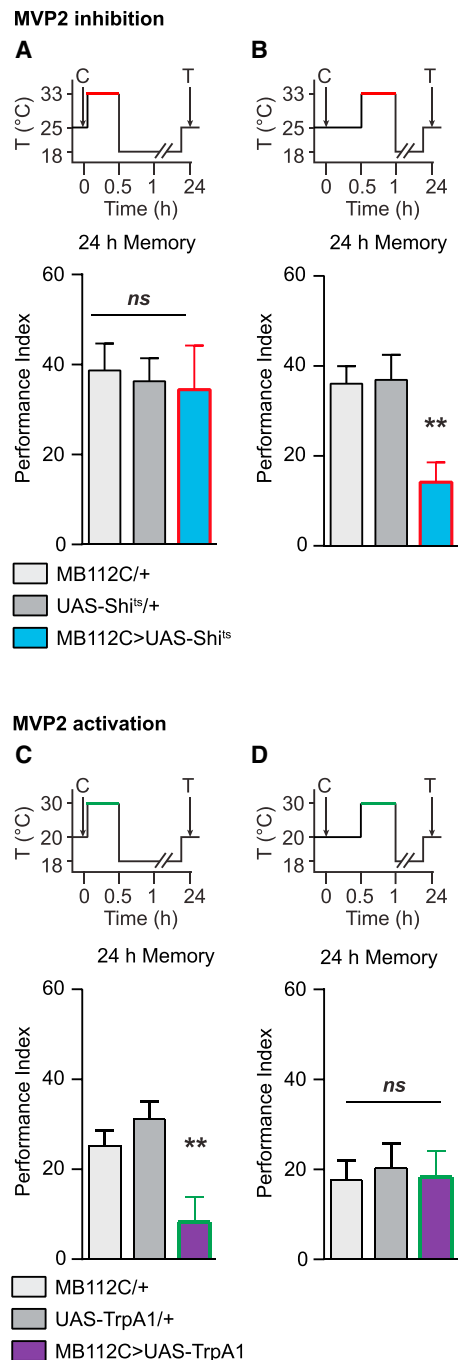 MVP2 inhibition
A
B
C T
C T
33
25
18
T (°C)
0 0.5 1 24
Time (h)
33
25
18
T (°C)
0 0.5 1 24
Time (h)
24 h Memory
24 h Memory
60
40
20
0
Performance Index
ns
60
40
20
0
Performance Index
**
MB112C/+
UAS-Shits/+
MB112C>UAS-Shits
MVP2 activation
C
D
C T
C T
30
20
18
T (°C)
0 0.5 1 24
Time (h)
30
20
18
T (°C)
0 0.5 1 24
Time (h)
24 h Memory
24 h Memory
60
40
20
0
Performance Index
**
60
40
20
0
Performance Index
ns
MB112C/+
UAS-TrpA1/+
MB112C>UAS-TrpA1